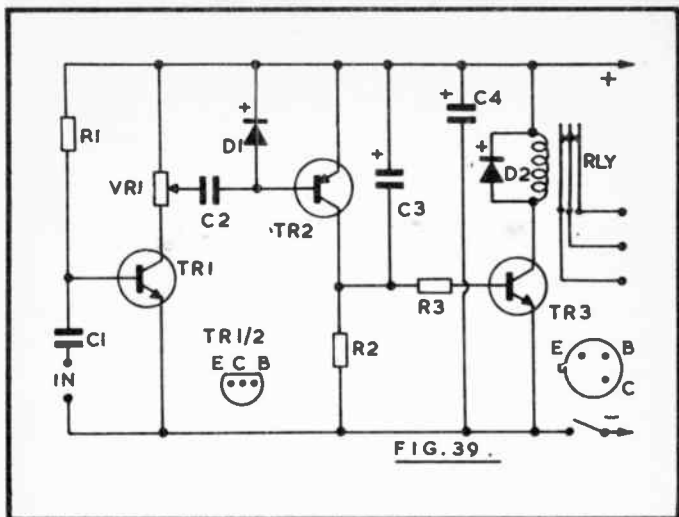 +
R1
+
D1
+
C4
+
D2
RLY
VR1
C2
+
C3
TR2
TR1
R3
TR3
C1
TR1/2
E C B
R2
E
B
C
IN
−
FIG. 39.